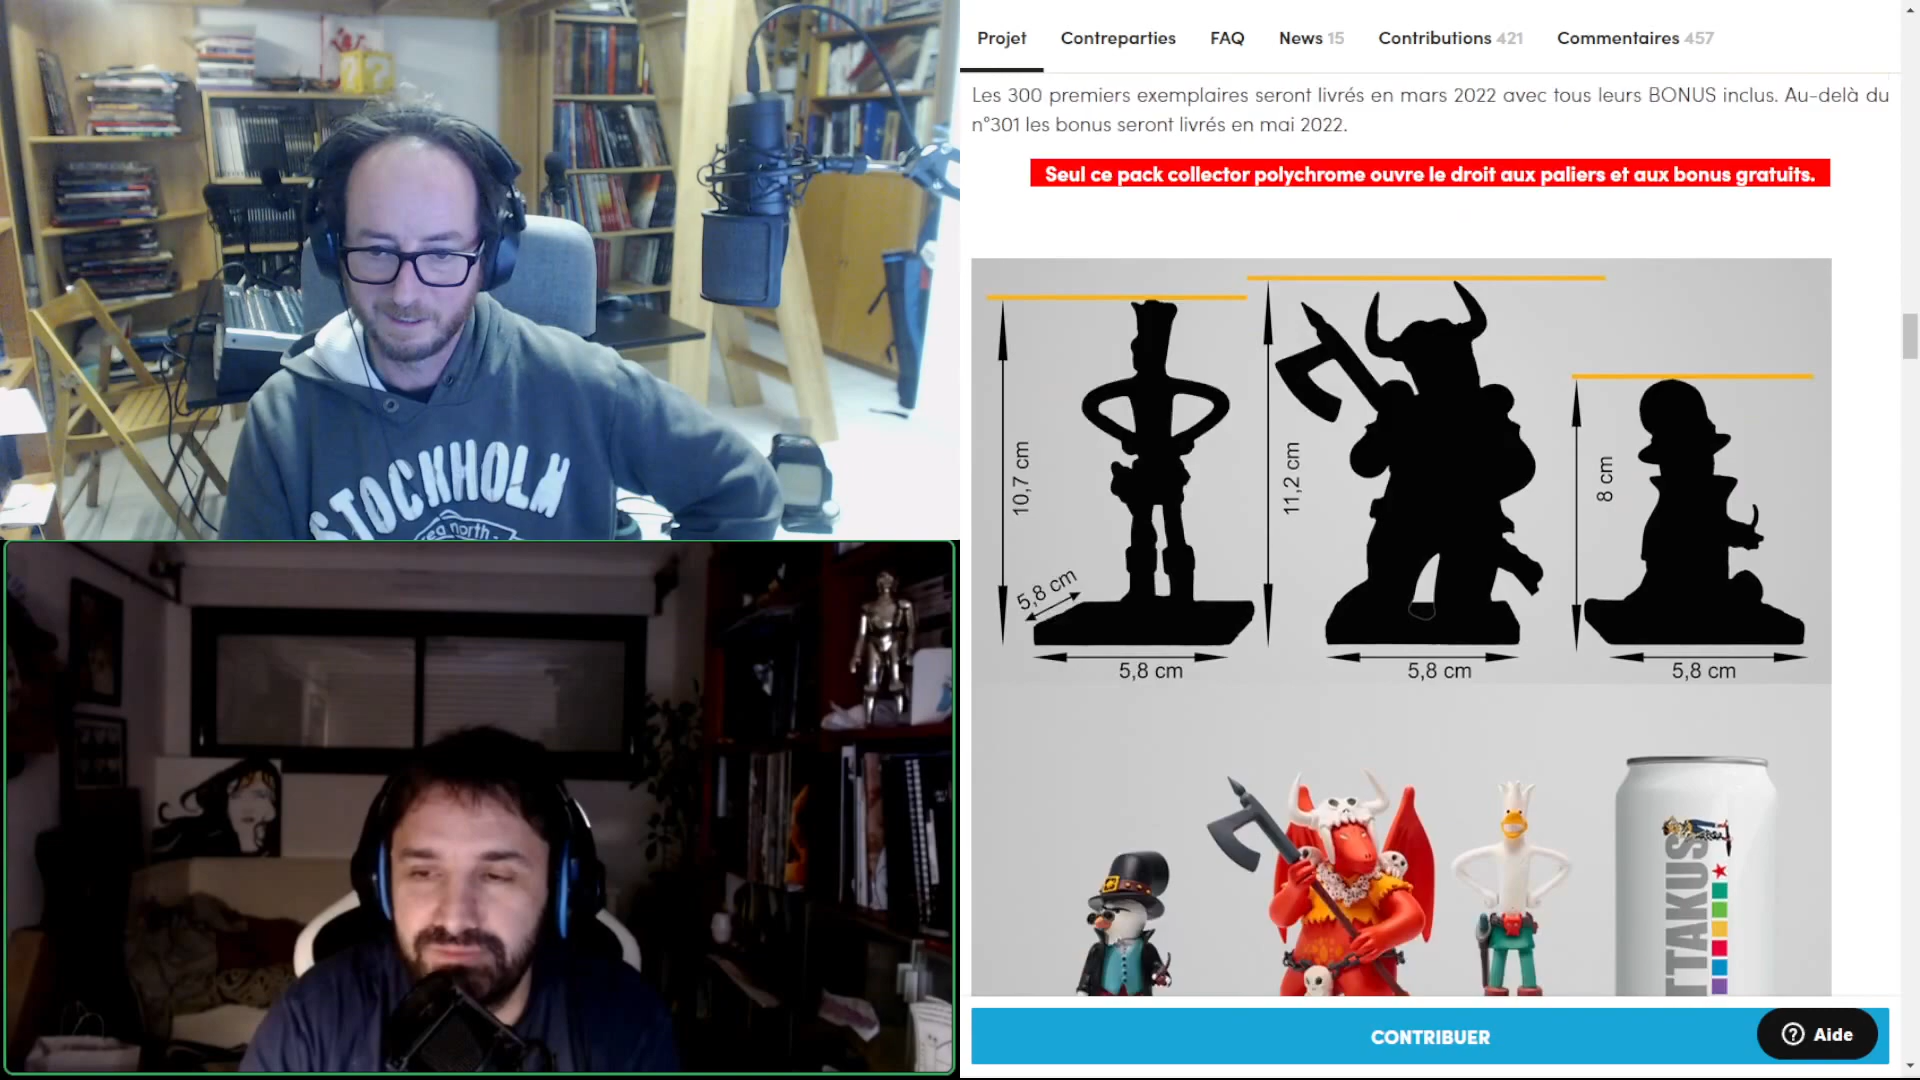 Projet Contreparties FAQ News 15 Contributions 421 Commentaires 457
Les 300 premiers exemplaires seront livrés en mars 2022 avec tous leurs BONUS inclus. Au-delà du
n°301 les bonus seront livrés en mai 2022.
Seul ce pack collector polychrome ouvre le droit aux paliers et aux bonus gratuits.
10,7 cm
5,8 cm
5,8 cm
11,2 cm
5,8 cm
8 cm
5,8 cm
TTAKUS
CONTRIBUER
Aide
STOCKHOLM
north